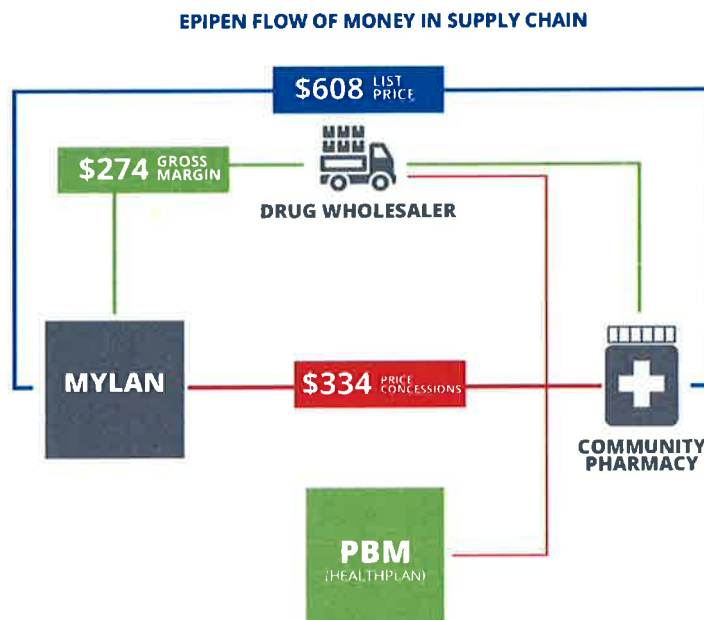 EPIPEN FLOW OF MONEY IN SUPPLY CHAIN
$608 LIST
PRICE
$274 GROSS
MARGIN
DRUG WHOLESALER
MYLAN
$334 PRICE
CONCESSIONS
COMMUNITY
PHARMACY
PBM
(HEALTHPLAN)